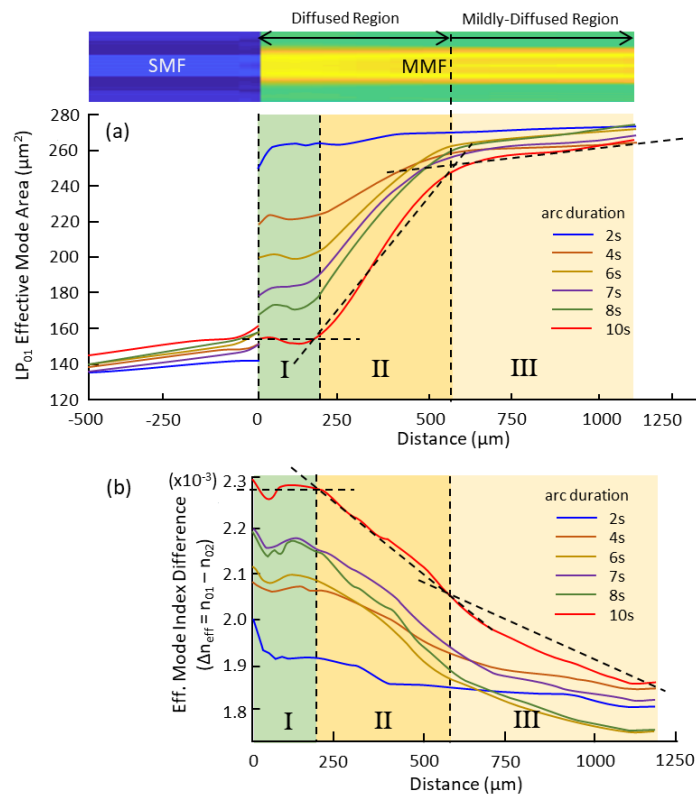 Diffused Region
Mildly-Diffused Region
SMF
MMF
(a)
LP01 Effective Mode Area (µm²)
280
260
240
220
200
180
160
140
120
arc duration
2s
4s
6s
7s
8s
10s
I
II
III
-500
-250
0
250
500
750
1000
1250
Distance (µm)
(b)
(x10-³)
Eff. Mode Index Difference
(Δneff = n01 – n02)
2.3
2.2
2.1
2.0
1.9
1.8
arc duration
2s
4s
6s
7s
8s
10s
I
II
III
0
250
500
750
1000
1250
Distance (µm)